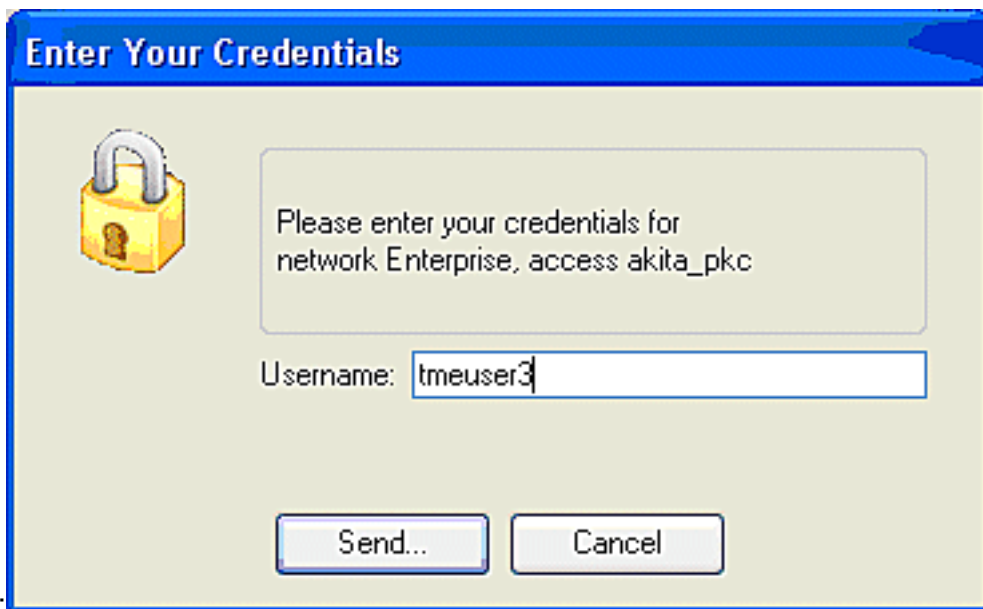 Enter Your Credentials
Please enter your credentials for
network Enterprise, access akita_pkc
Username: tmeuser3
Send... Cancel
.